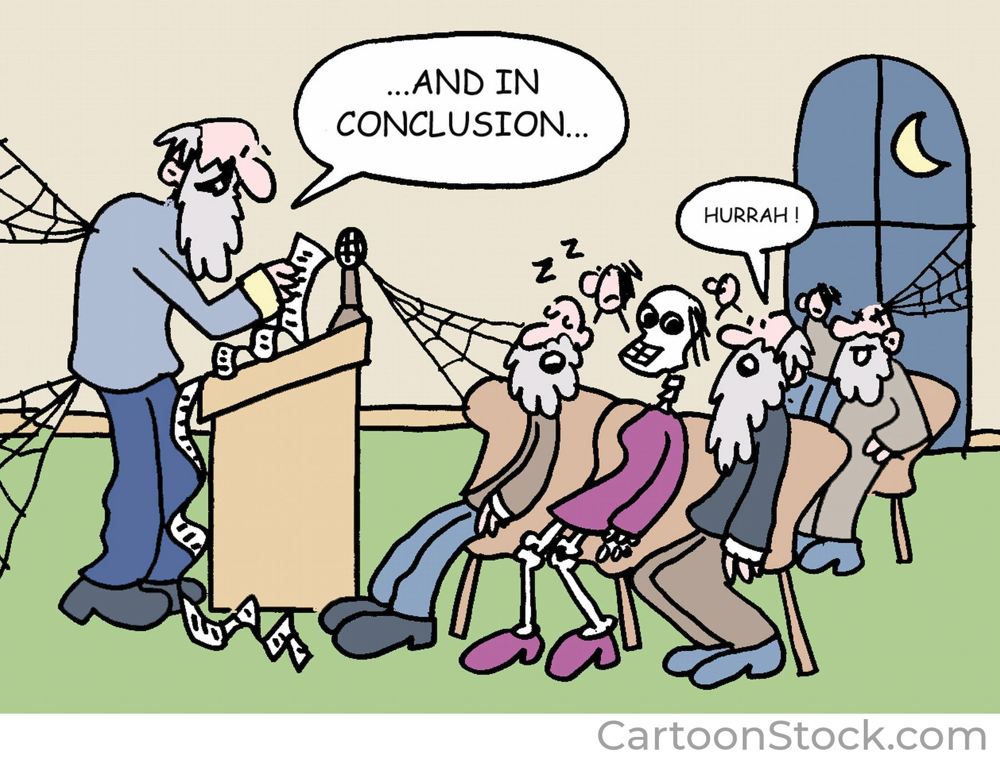 ...AND IN
CONCLUSION...
HURRAH !
z z
CartoonStock.com